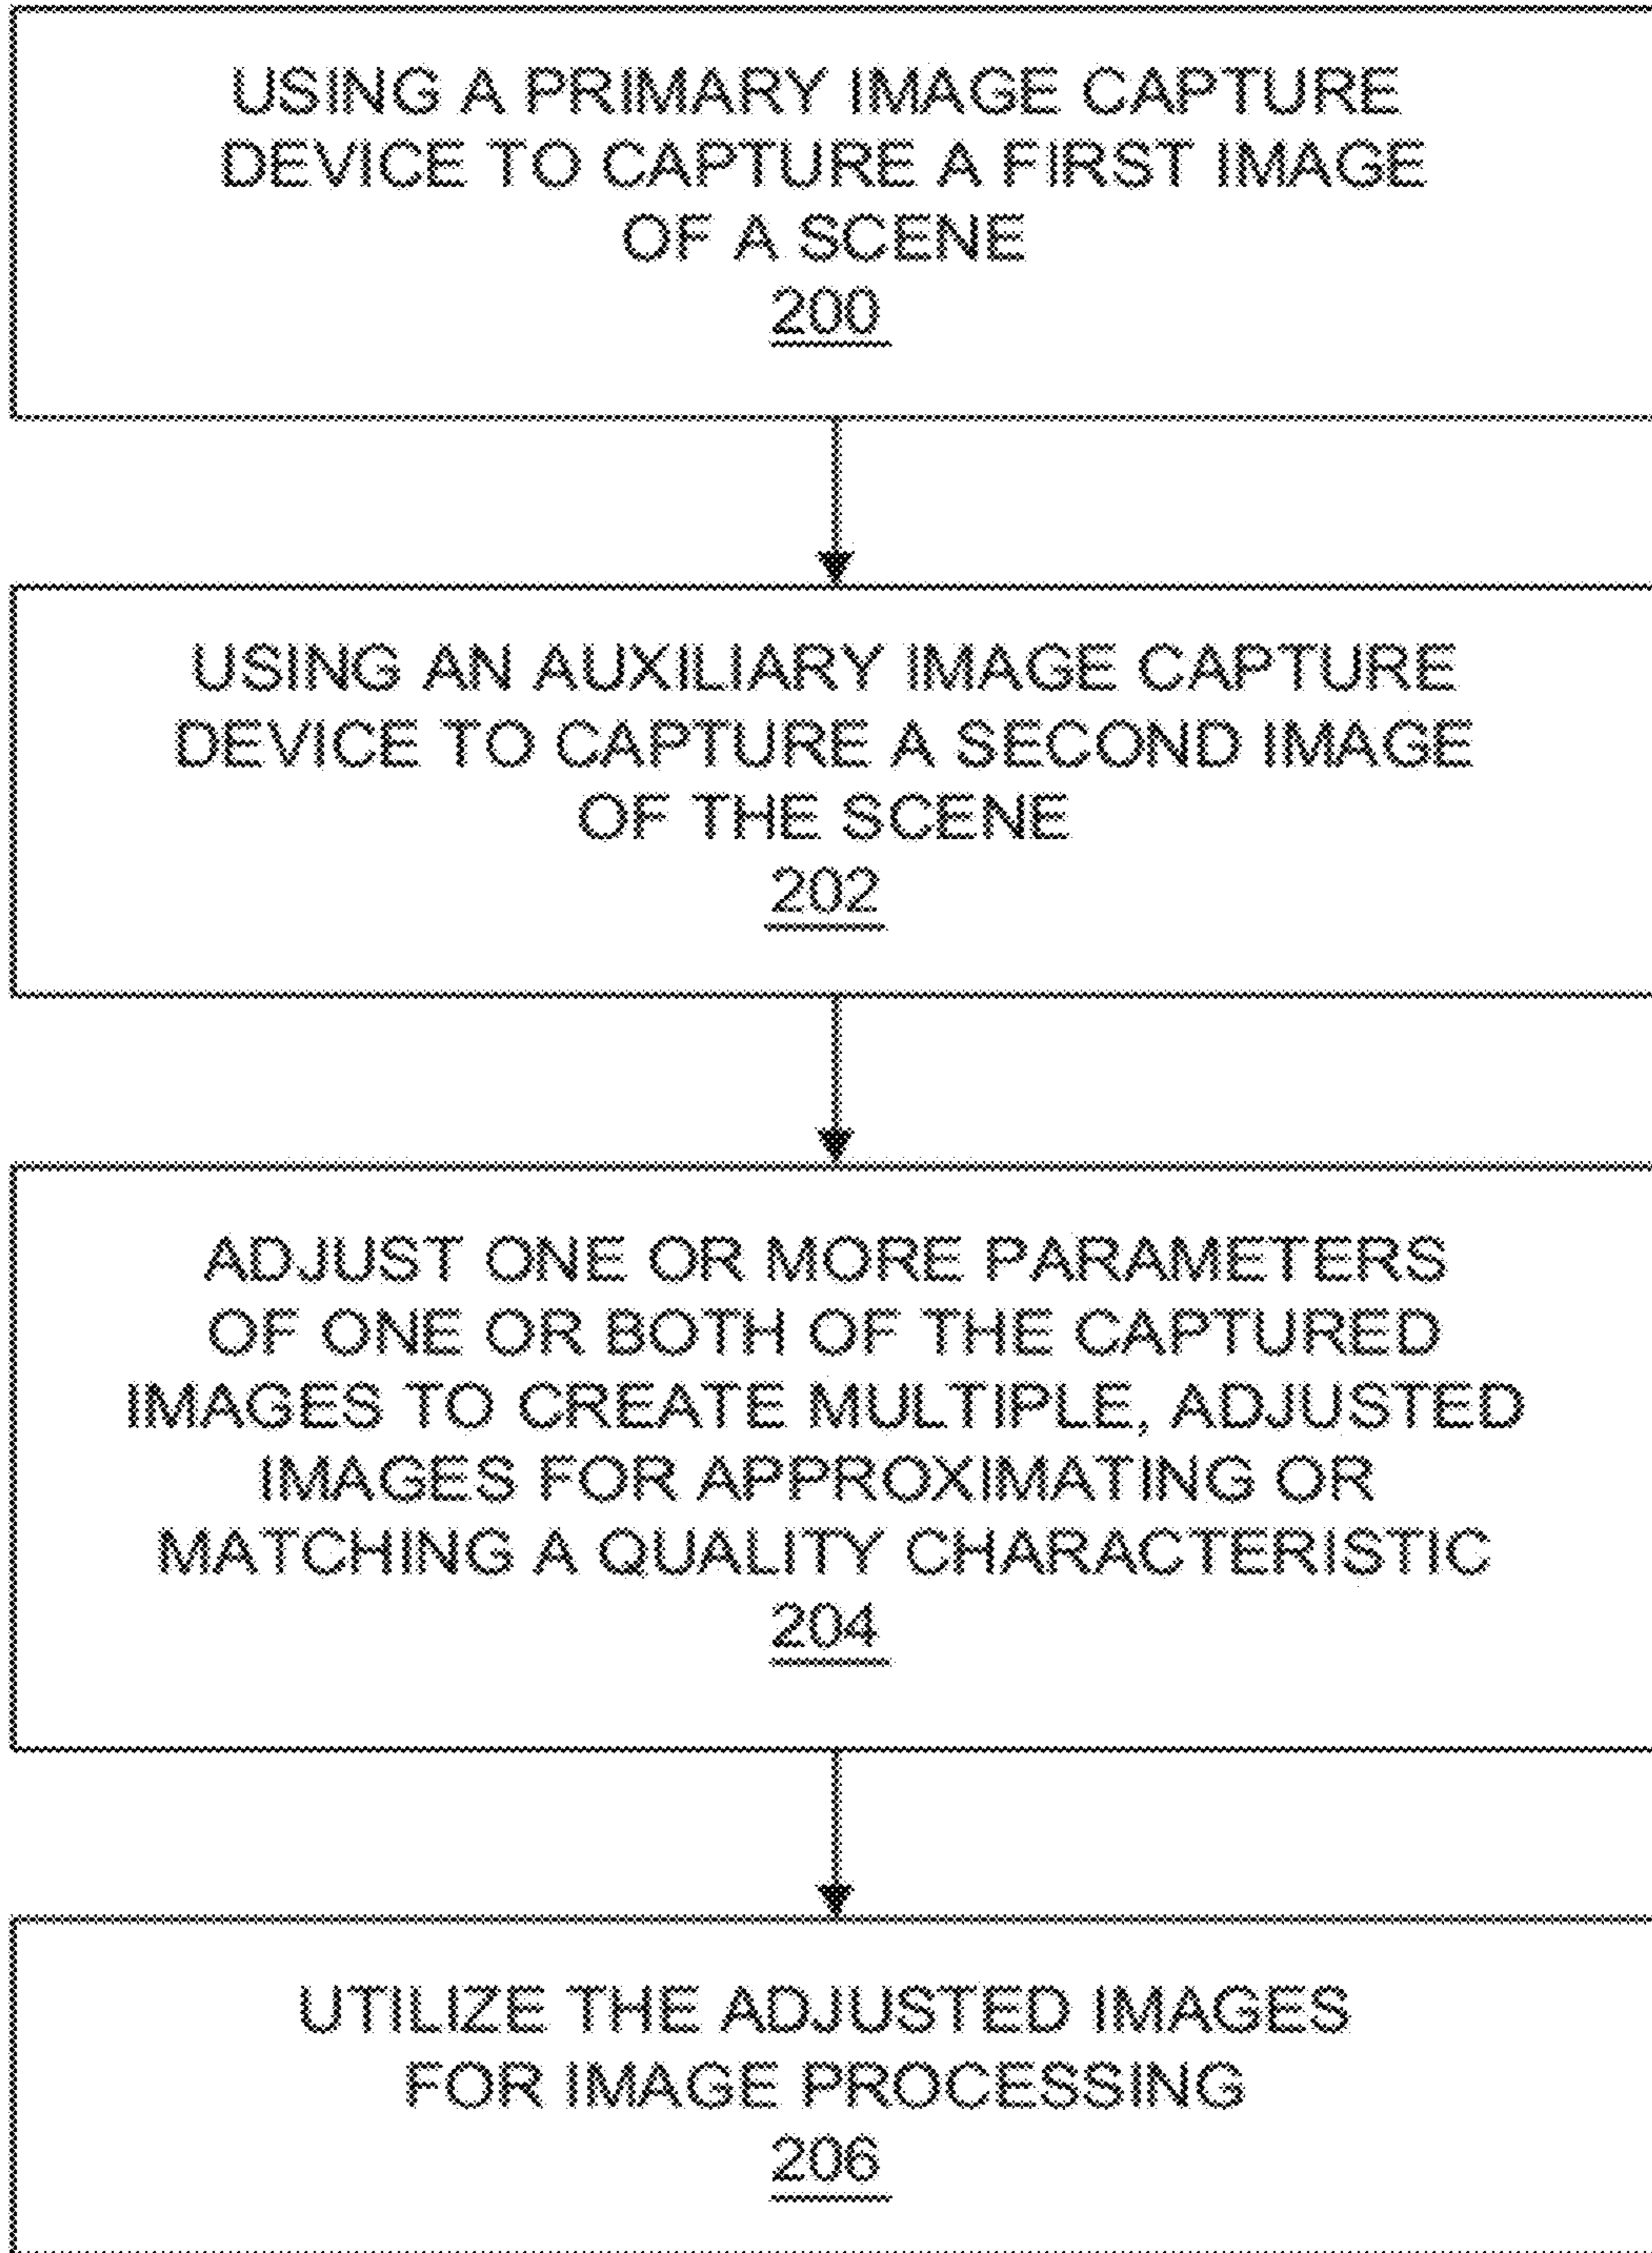 USING A PRIMARY IMAGE CAPTURE
DEVICE TO CAPTURE A FIRST IMAGE
OF A SCENE
200
USING AN AUXILIARY IMAGE CAPTURE
DEVICE TO CAPTURE A SECOND IMAGE
OF THE SCENE
202
ADJUST ONE OR MORE PARAMETERS
OF ONE OR BOTH OF THE CAPTURED
IMAGES TO CREATE MULTIPLE, ADJUSTED
IMAGES FOR APPROXIMATING OR
MATCHING A QUALITY CHARACTERISTIC
204
UTILIZE THE ADJUSTED IMAGES
FOR IMAGE PROCESSING
206